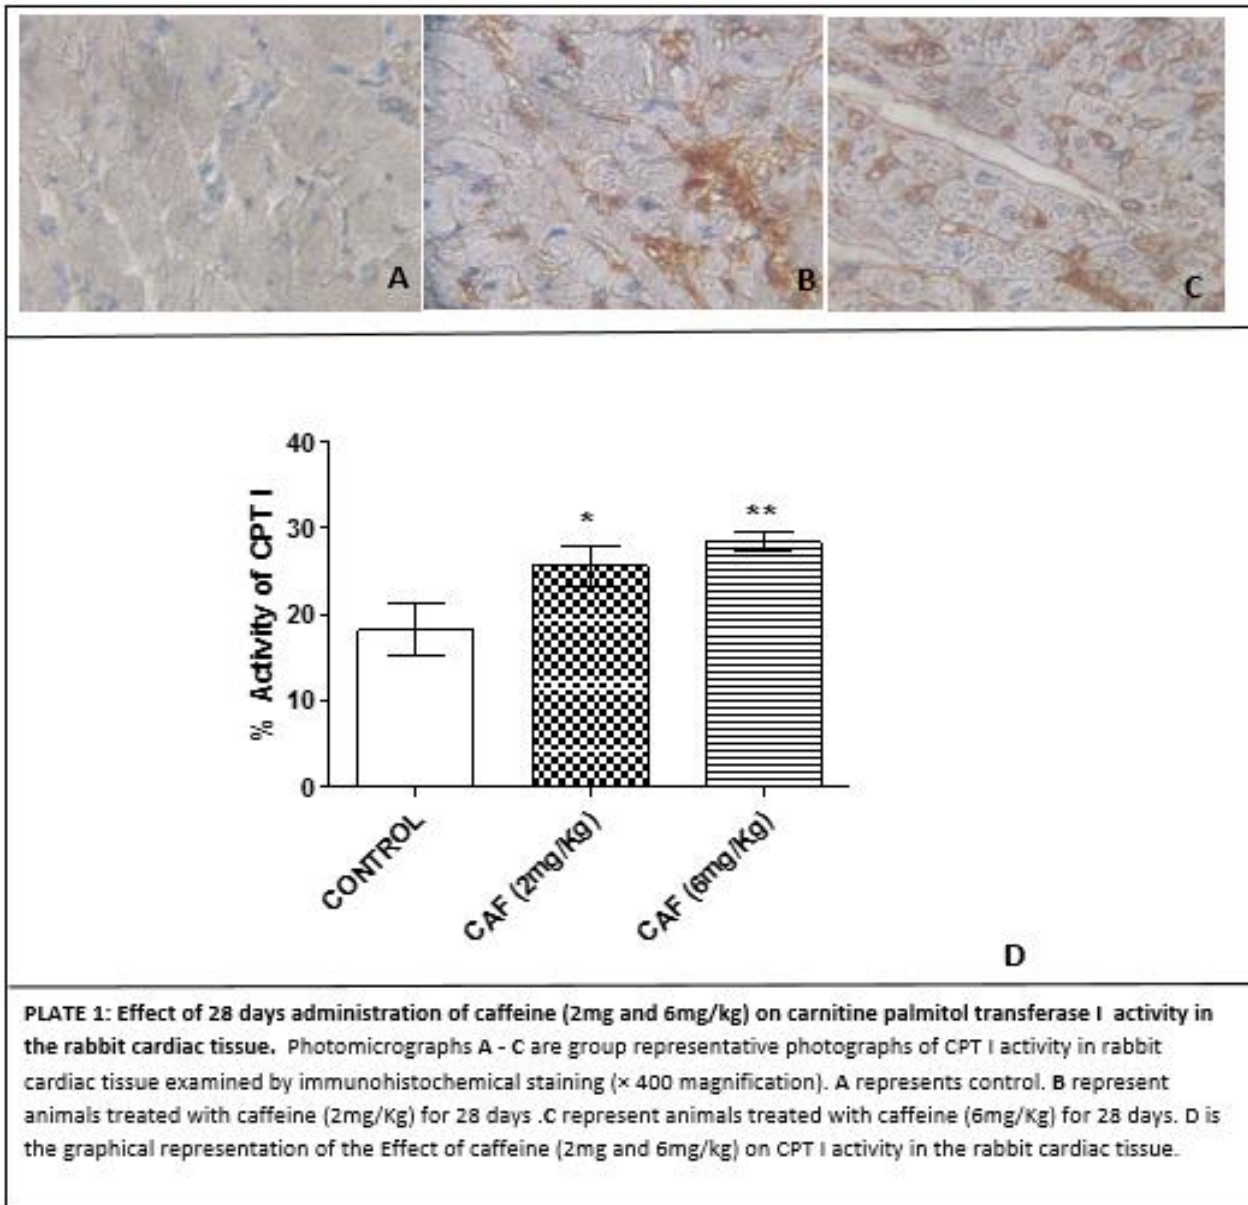 A
B
C
40
30
20
10
0
% Activity of CPT I
*
**
CONTROL
CAF (2mg/Kg)
CAF (6mg/Kg)
D
PLATE 1: Effect of 28 days administration of caffeine (2mg and 6mg/kg) on carnitine palmitol transferase I activity in
the rabbit cardiac tissue. Photomicrographs A - C are group representative photographs of CPT I activity in rabbit
cardiac tissue examined by immunohistochemical staining (× 400 magnification). A represents control. B represent
animals treated with caffeine (2mg/Kg) for 28 days .C represent animals treated with caffeine (6mg/Kg) for 28 days. D is
the graphical representation of the Effect of caffeine (2mg and 6mg/kg) on CPT I activity in the rabbit cardiac tissue.